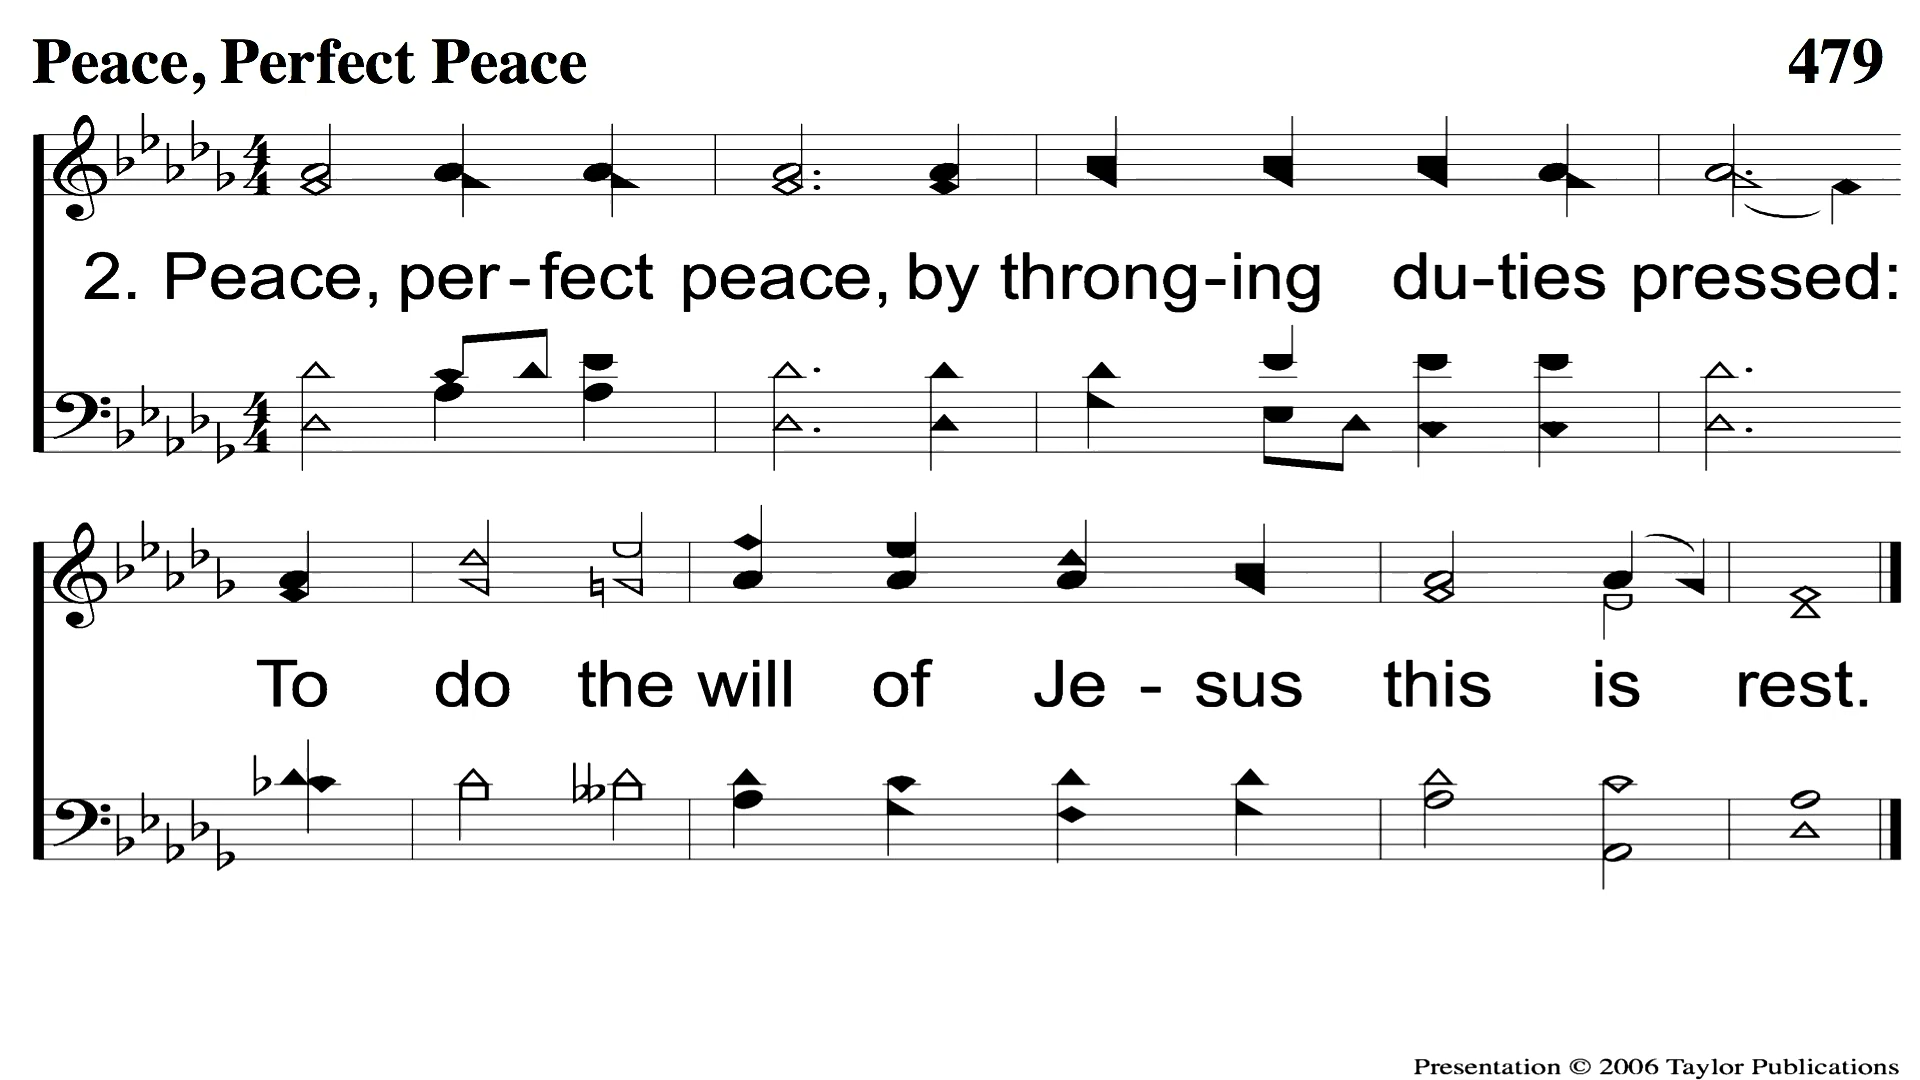 Peace, Perfect Peace 479
2. Peace, per-fect peace, by throng-ing du-ties pressed:
To do the will of Je - sus this is rest.
Presentation © 2006 Taylor Publications